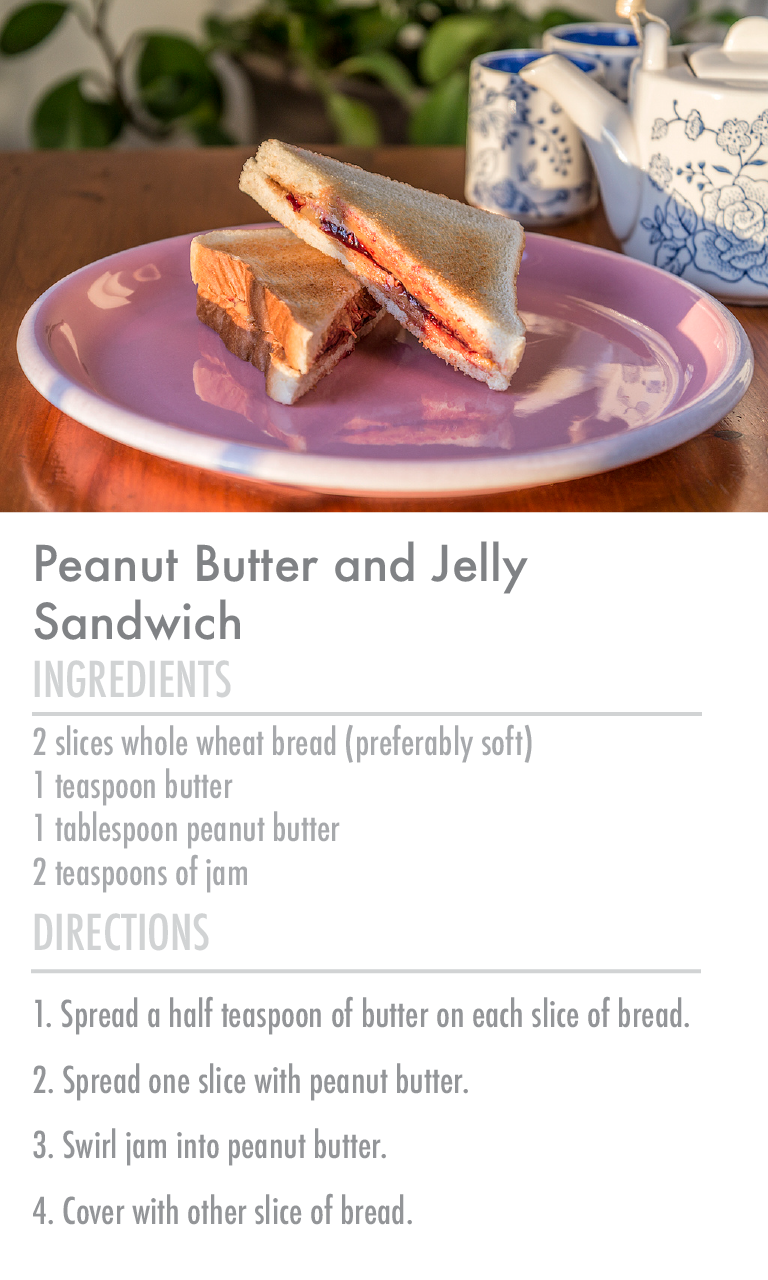 Peanut Butter and Jelly
Sandwich
INGREDIENTS
2 slices whole wheat bread (preferably soft)
1 teaspoon butter
1 tablespoon peanut butter
2 teaspoons of jam
DIRECTIONS
1. Spread a half teaspoon of butter on each slice of bread.
2. Spread one slice with peanut butter.
3. Swirl jam into peanut butter.
4. Cover with other slice of bread.